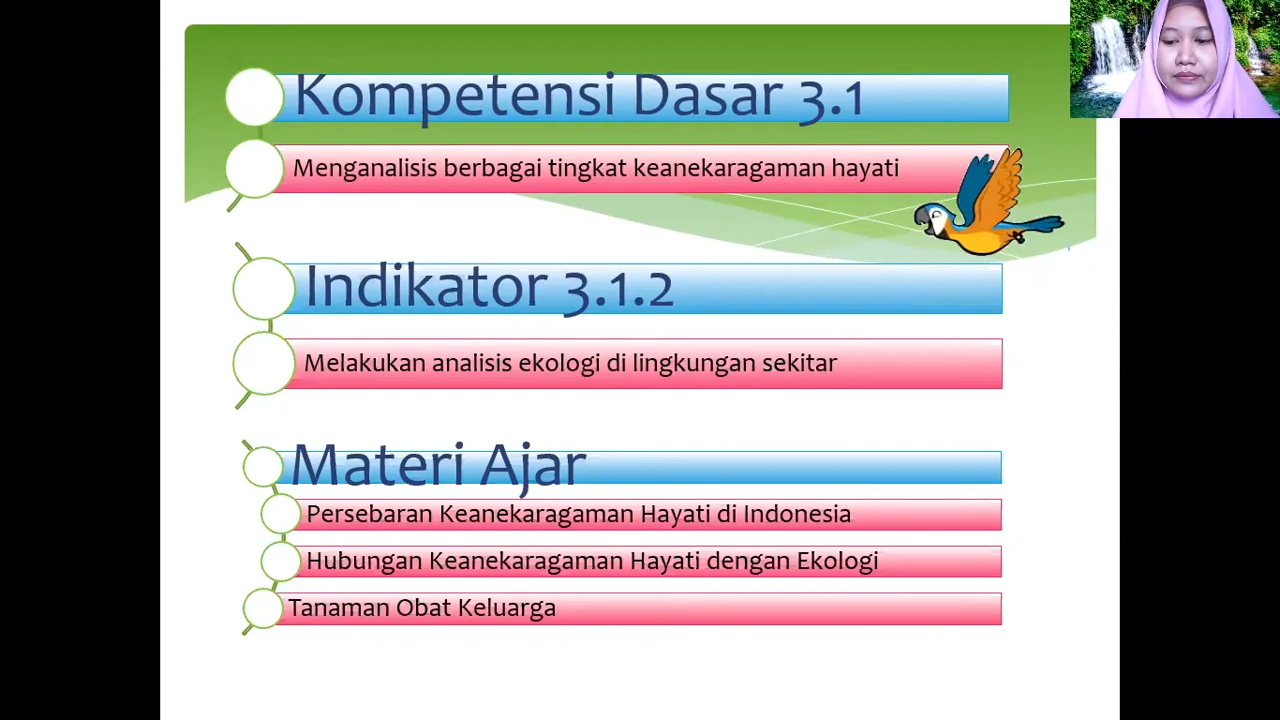 Kompetensi Dasar 3.1
Menganalisis berbagai tingkat keanekaragaman hayati
Indikator 3.1.2
Melakukan analisis ekologi di lingkungan sekitar
Materi Ajar
Persebaran Keanekaragaman Hayati di Indonesia
Hubungan Keanekaragaman Hayati dengan Ekologi
Tanaman Obat Keluarga